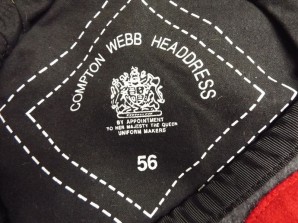 COMPTON WEBB HEADDRESS
BY APPOINTMENT
TO HER MAJESTY THE QUEEN
UNIFORM MAKERS
56